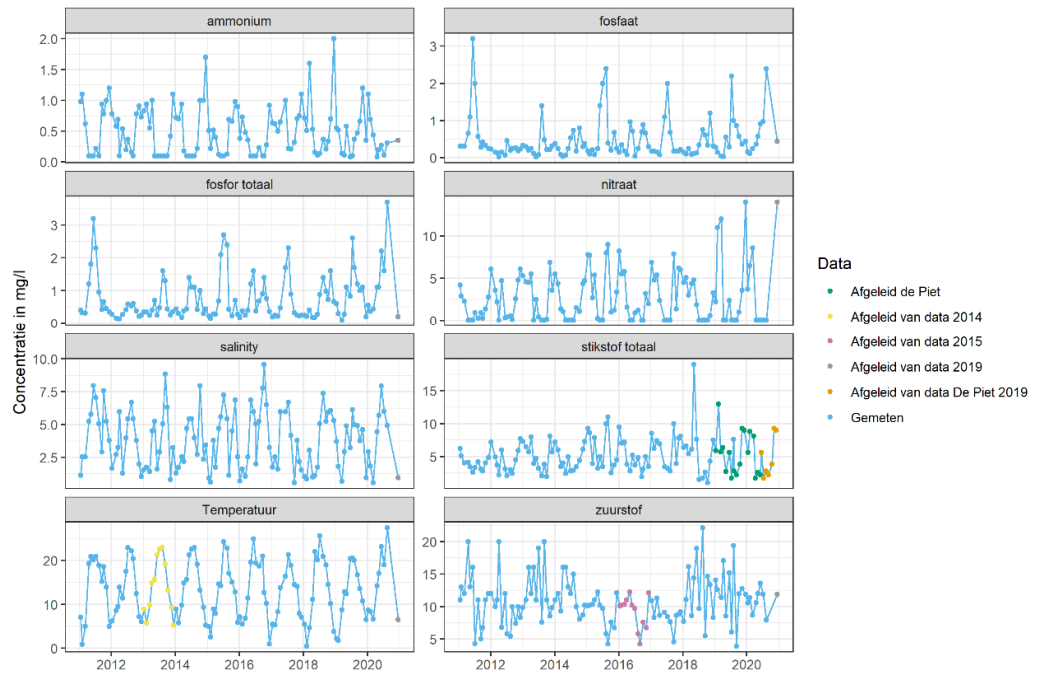 ammonium
fosfaat
2.0
1.5
1.0
0.5
0.0
3
2
1
0
fosfor totaal
nitraat
3
2
1
0
10
5
0
Concentratie in mg/l
salinity
stikstof totaal
10.0
7.5
5.0
2.5
15
10
5
Temperatuur
zuurstof
20
10
0
20
15
10
5
2012
2014
2016
2018
2020
2012
2014
2016
2018
2020
Data
Afgeleid de Piet
Afgeleid van data 2014
Afgeleid van data 2015
Afgeleid van data 2019
Afgeleid van data De Piet 2019
Gemeten